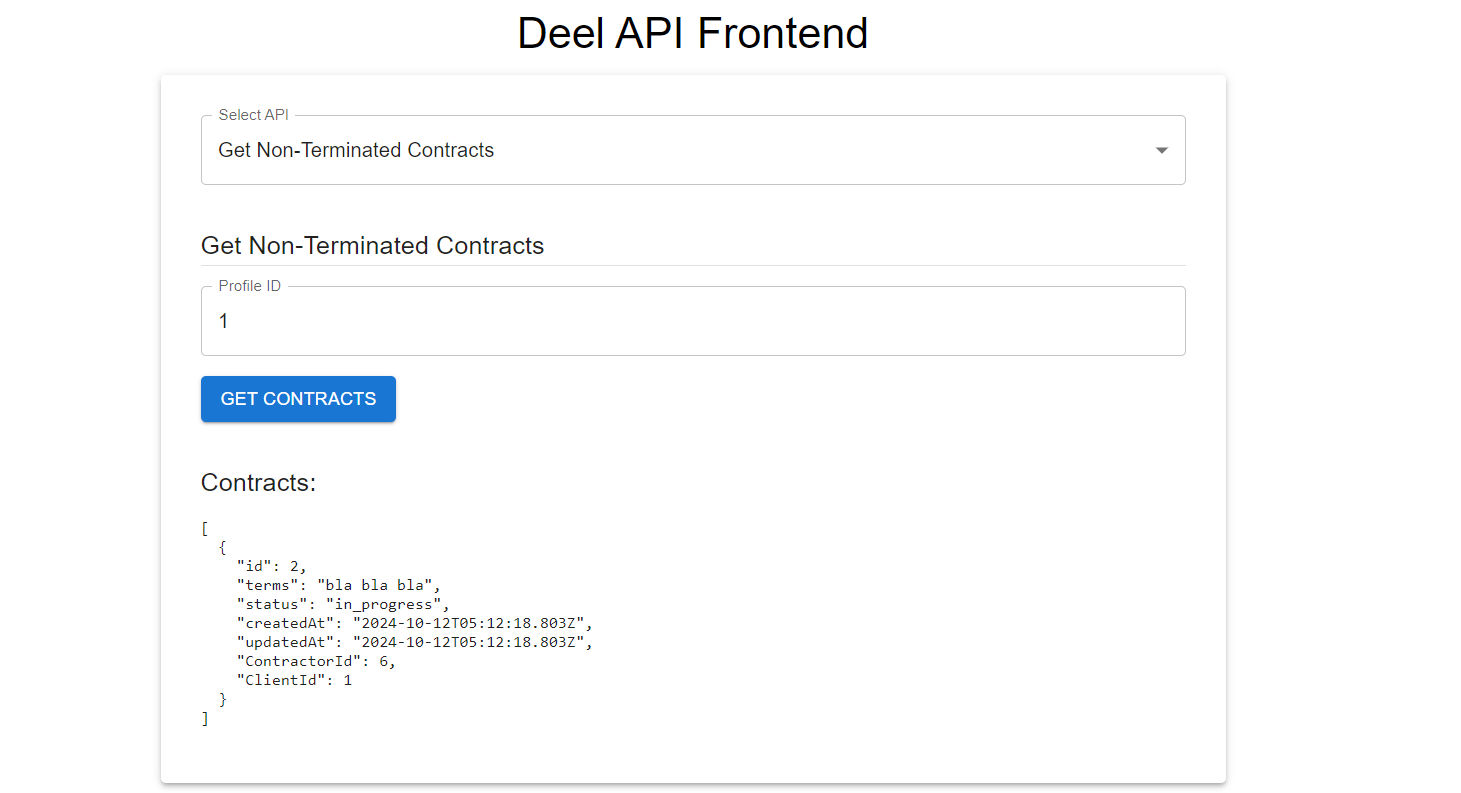 Deel API Frontend
Select API
Get Non-Terminated Contracts
Get Non-Terminated Contracts
Profile ID
1
GET CONTRACTS
Contracts:
[
  {
    "id": 2,
    "terms": "bla bla bla",
    "status": "in_progress",
    "createdAt": "2024-10-12T05:12:18.803Z",
    "updatedAt": "2024-10-12T05:12:18.803Z",
    "ContractorId": 6,
    "ClientId": 1
  }
]